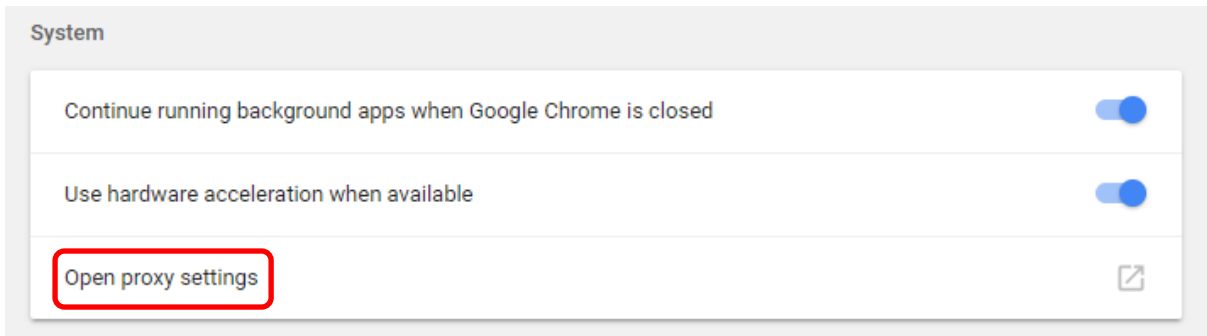 System
Continue running background apps when Google Chrome is closed
Use hardware acceleration when available
Open proxy settings